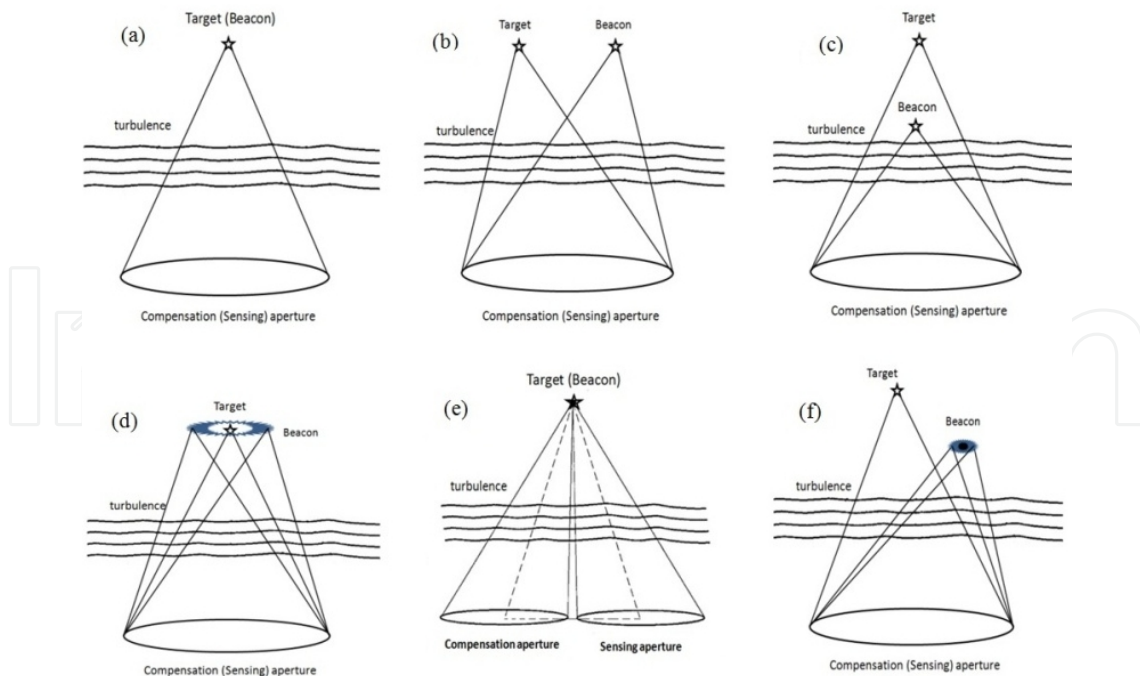 (a)
Target (Beacon)
turbulence
Compensation (Sensing) aperture
(b)
Target
Beacon
turbulence
Compensation (Sensing) aperture
(c)
Target
Beacon
turbulence
Compensation (Sensing) aperture
(d)
Target
Beacon
turbulence
Compensation (Sensing) aperture
(e)
Target (Beacon)
turbulence
Compensation aperture
Sensing aperture
(f)
Target
Beacon
turbulence
Compensation (Sensing) aperture